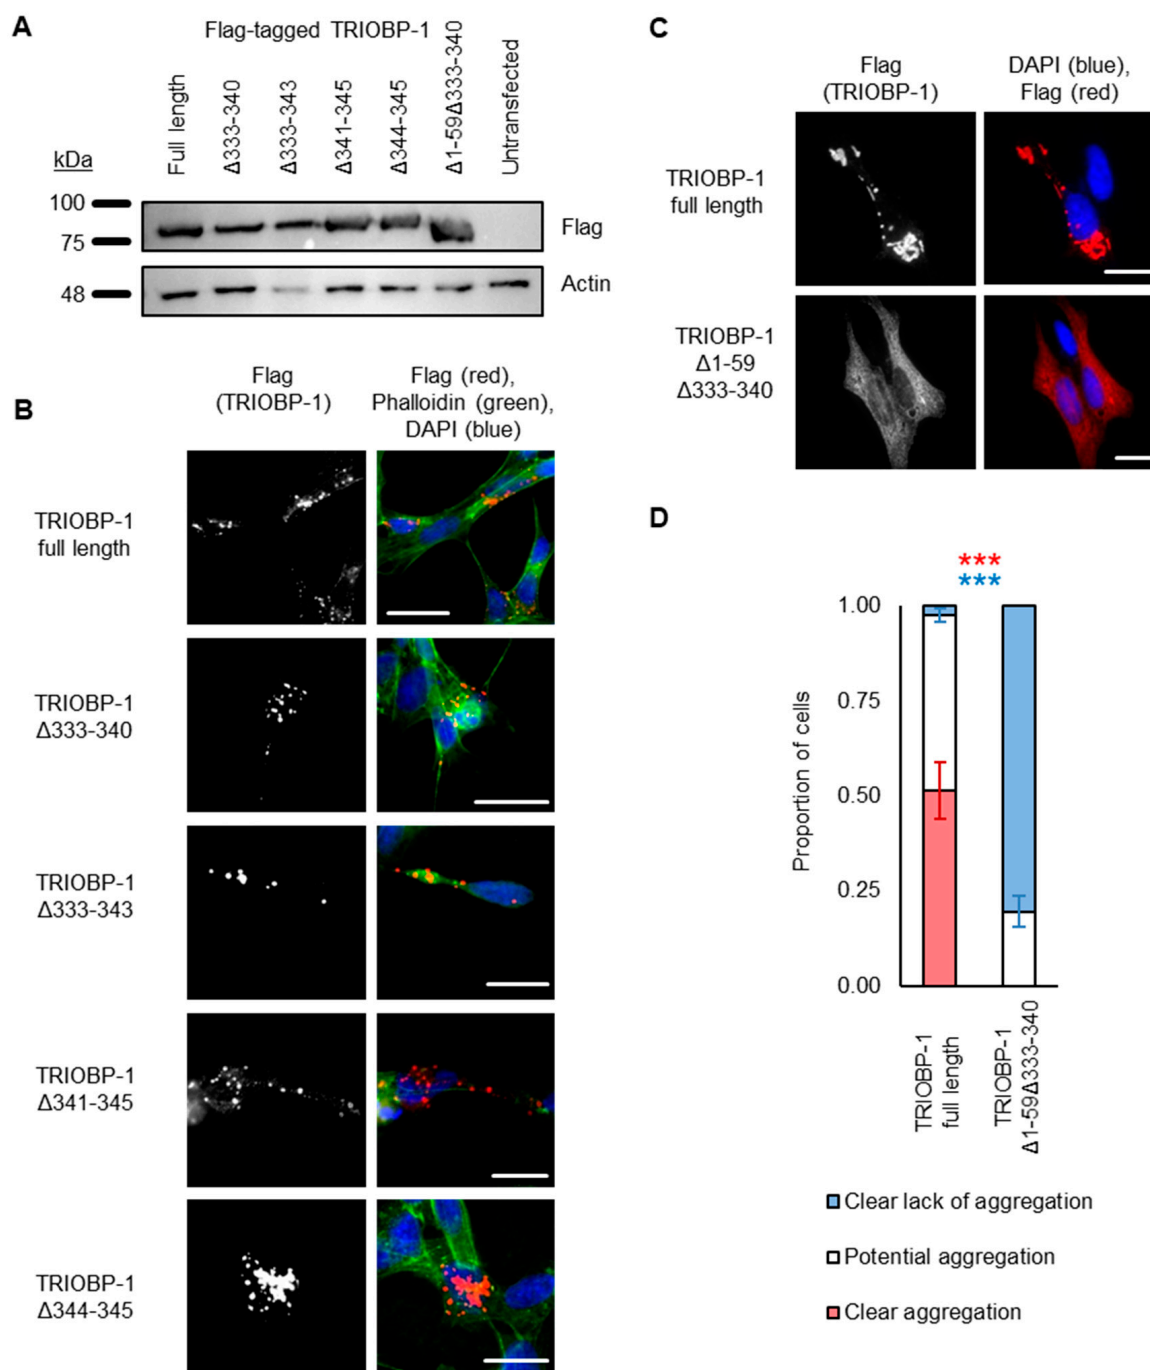 A
Flag-tagged TRIOBP-1
Full length
Δ333-340
Δ333-343
Δ341-345
Δ344-345
Δ1-59Δ333-340
Untransfected
kDa
100
75
48
Flag
Actin
B
Flag
(TRIOBP-1)
Flag (red),
Phalloidin (green),
DAPI (blue)
TRIOBP-1
full length
TRIOBP-1
Δ333-340
TRIOBP-1
Δ333-343
TRIOBP-1
Δ341-345
TRIOBP-1
Δ344-345
C
Flag
(TRIOBP-1)
DAPI (blue),
Flag (red)
TRIOBP-1
full length
TRIOBP-1
Δ1-59
Δ333-340
D
***
***
Proportion of cells
1.00
0.75
0.50
0.25
0.00
TRIOBP-1
full length
TRIOBP-1
Δ1-59Δ333-340
Clear lack of aggregation
Potential aggregation
Clear aggregation